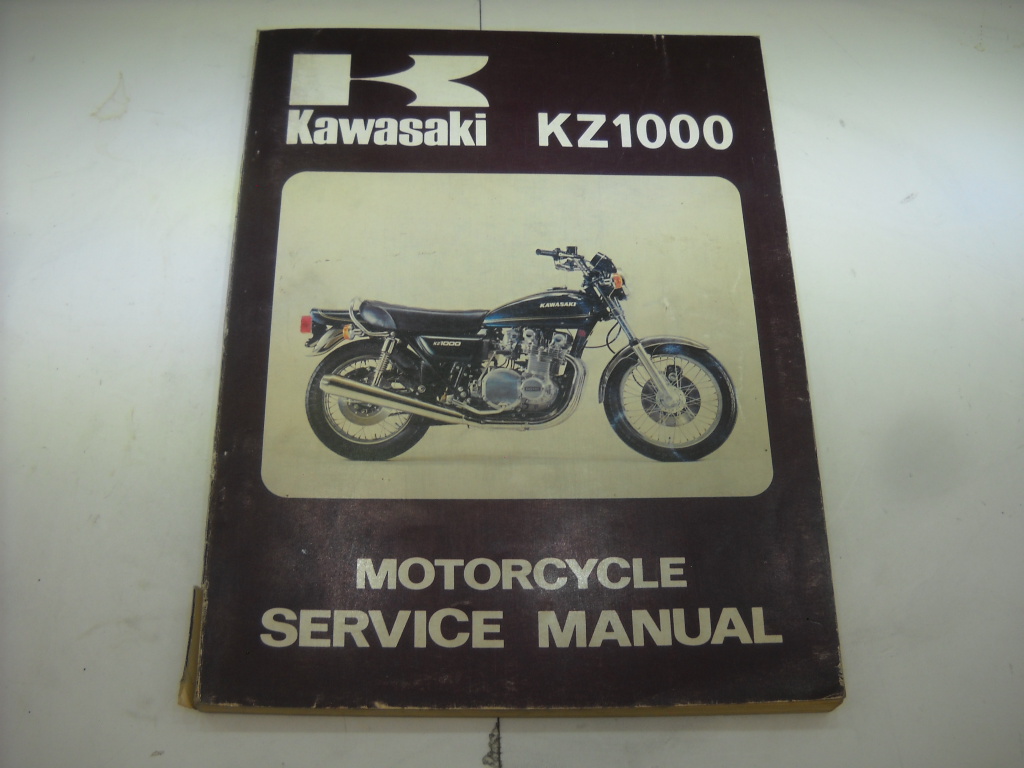 Kawasaki KZ1000
KAWASAKI
KZ1000
MOTORCYCLE
SERVICE MANUAL